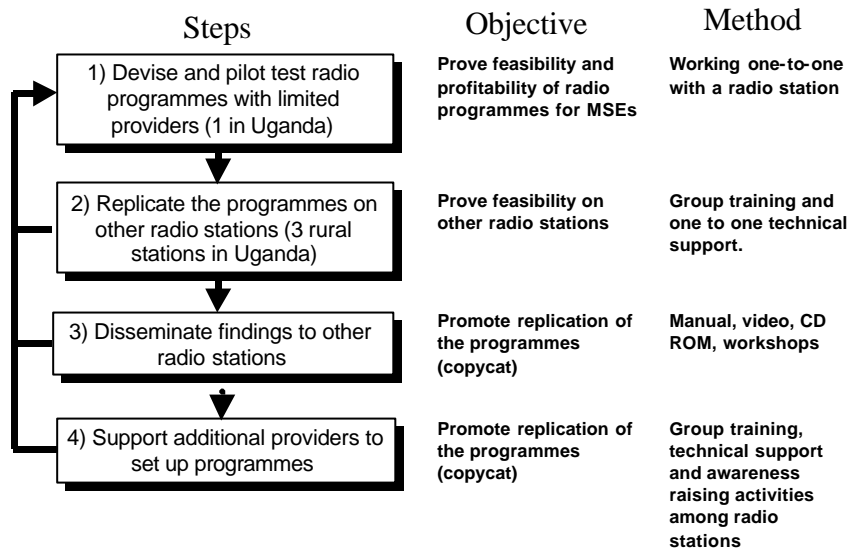 Steps
Objective
Method
1) Devise and pilot test radio
programmes with limited
providers (1 in Uganda)
Prove feasibility and
profitability of radio
programmes for MSEs
Working one-to-one
with a radio station
2) Replicate the programmes on
other radio stations (3 rural
stations in Uganda)
Prove feasibility on
other radio stations
Group training and
one to one technical
support.
3) Disseminate findings to other
radio stations
Promote replication of
the programmes
(copycat)
Manual, video, CD
ROM, workshops
4) Support additional providers to
set up programmes
Promote replication of
the programmes
(copycat)
Group training,
technical support
and awareness
raising activities
among radio
stations